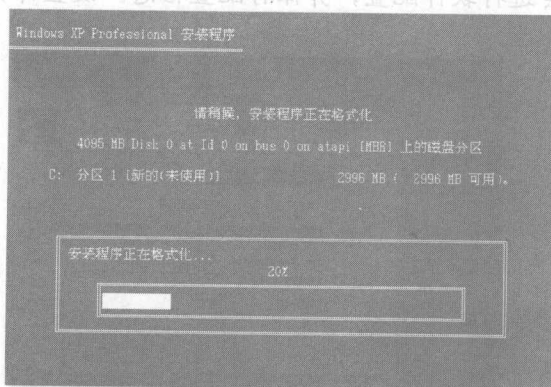 Windows XP Professional 安装程序
请稍候，安装程序正在格式化
4095 MB Disk 0 at Id 0 on bus 0 on atapi [MBR] 上的磁盘分区
C: 分区 1 [新的(未使用)] 2996 MB ( 2996 MB 可用)。
安装程序正在格式化...
20%